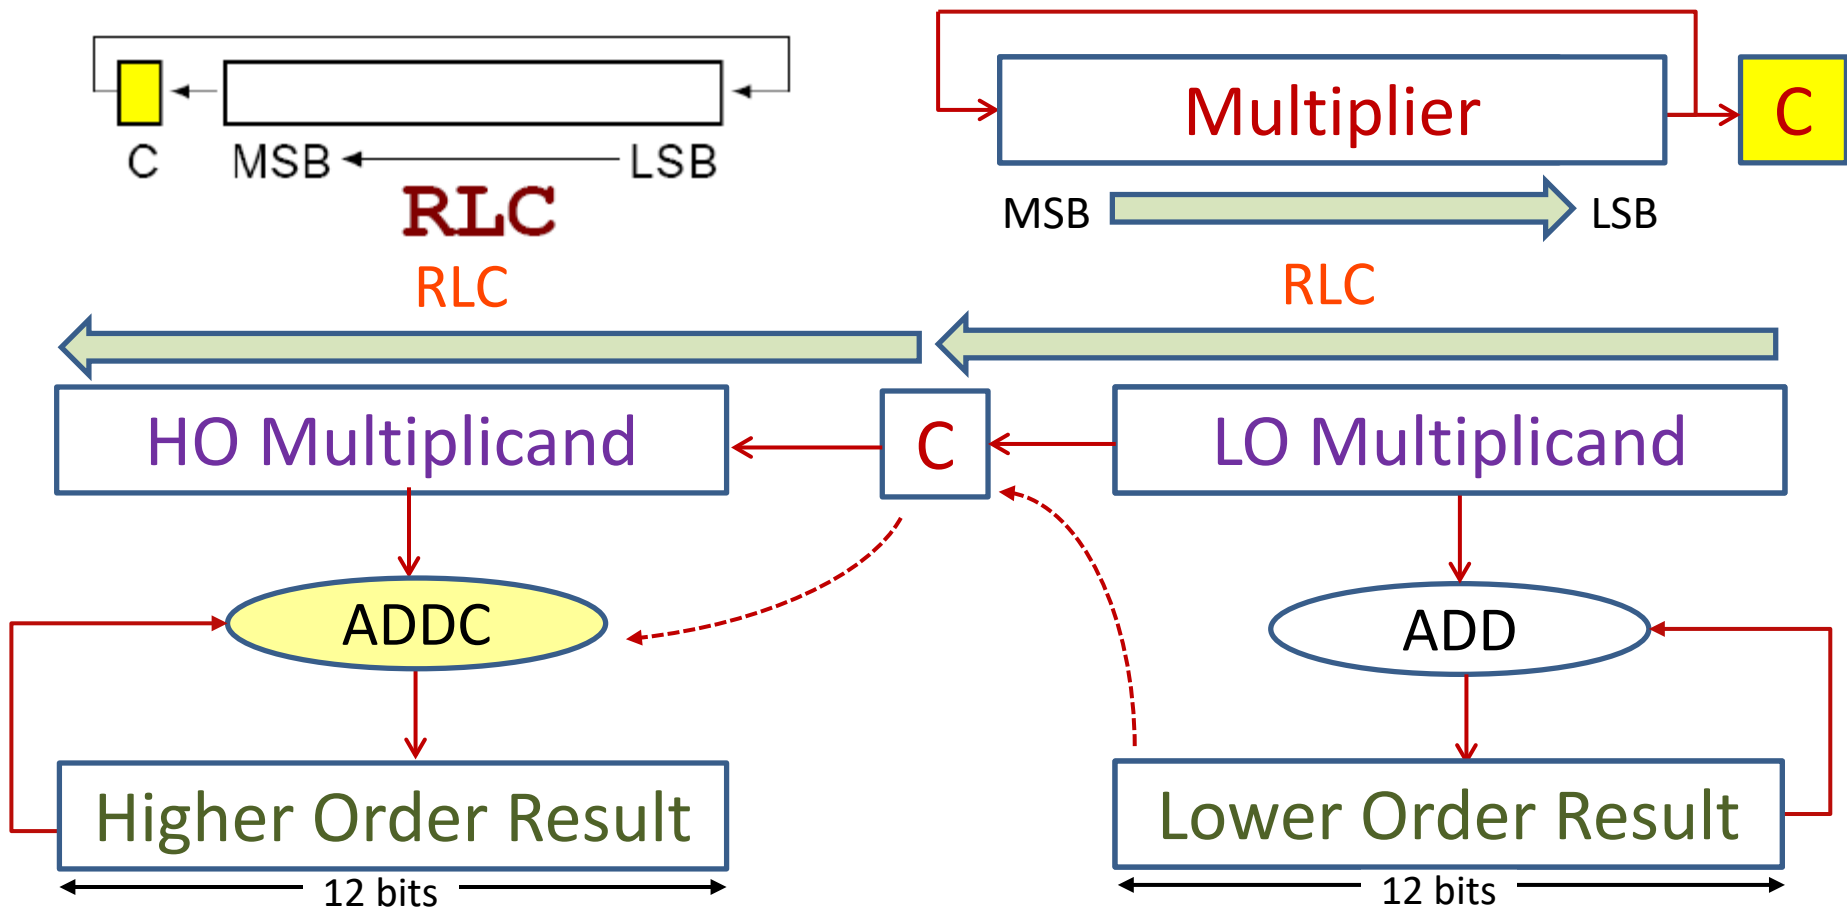 C MSB LSB
RLC
Multiplier C
MSB LSB
RLC RLC
HO Multiplicand C LO Multiplicand
ADDC ADD
Higher Order Result Lower Order Result
12 bits 12 bits